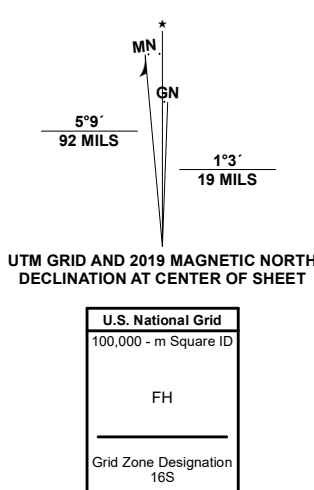 ★
MN
GN
5°9´
92 MILS
1°3´
19 MILS
UTM GRID AND 2019 MAGNETIC NORTH
DECLINATION AT CENTER OF SHEET
U.S. National Grid
100,000 - m Square ID
FH
Grid Zone Designation
16S